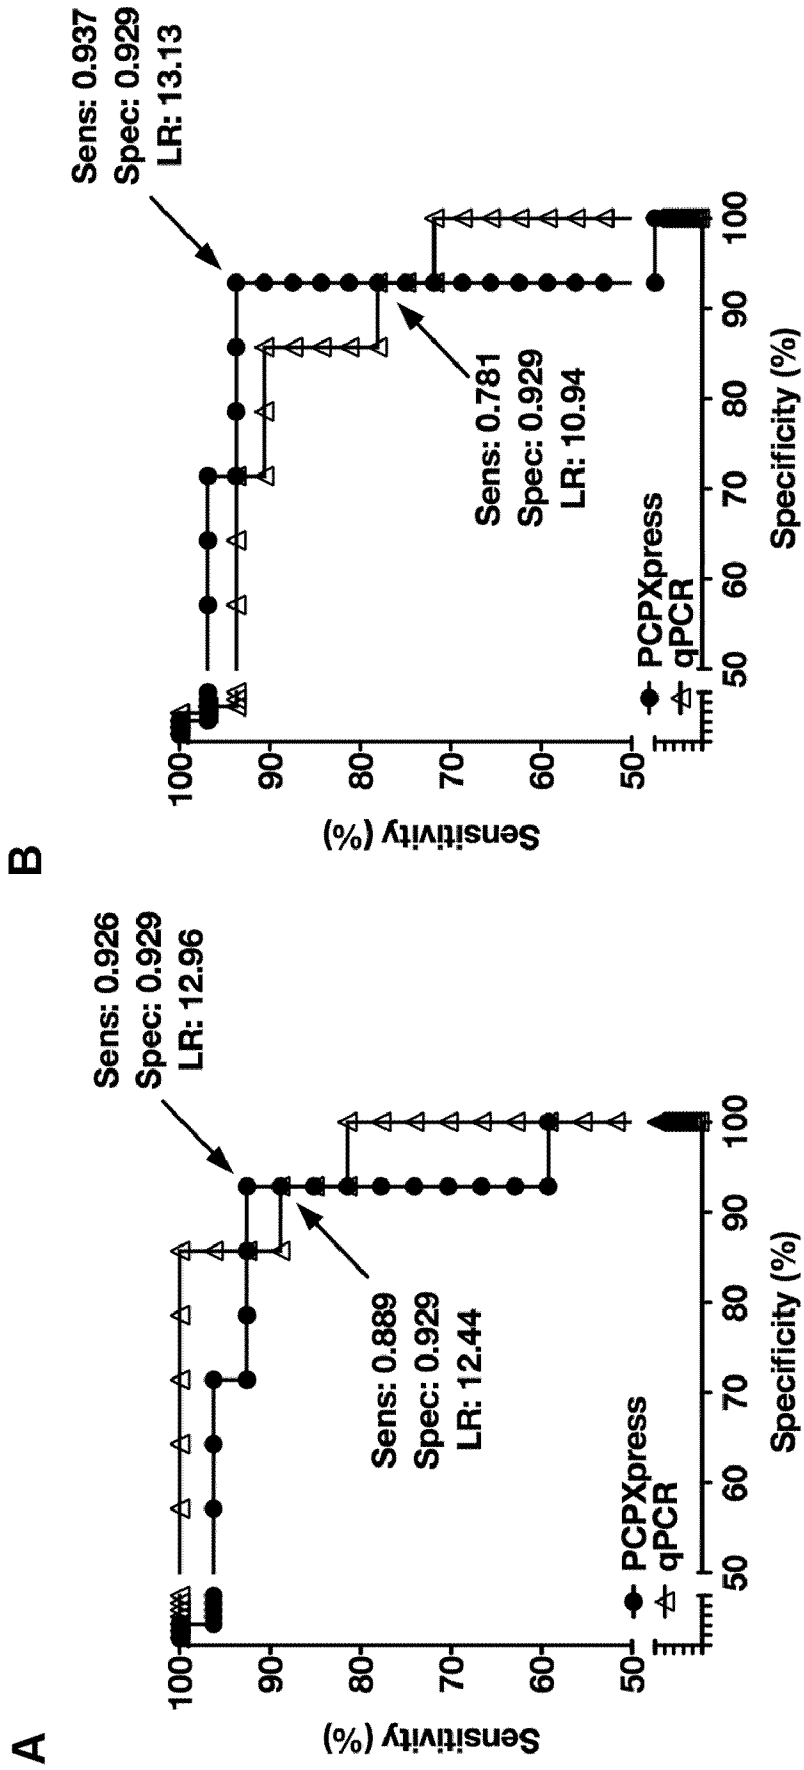 A
Sens: 0.926
Spec: 0.929
LR: 12.96
100
90
80
70
60
50
Sensitivity (%)
Sens: 0.889
Spec: 0.929
LR: 12.44
PCPXpress
qPCR
50
60
70
80
90
100
Specificity (%)
B
Sens: 0.937
Spec: 0.929
LR: 13.13
100
90
80
70
60
50
Sensitivity (%)
Sens: 0.781
Spec: 0.929
LR: 10.94
PCPXpress
qPCR
50
60
70
80
90
100
Specificity (%)